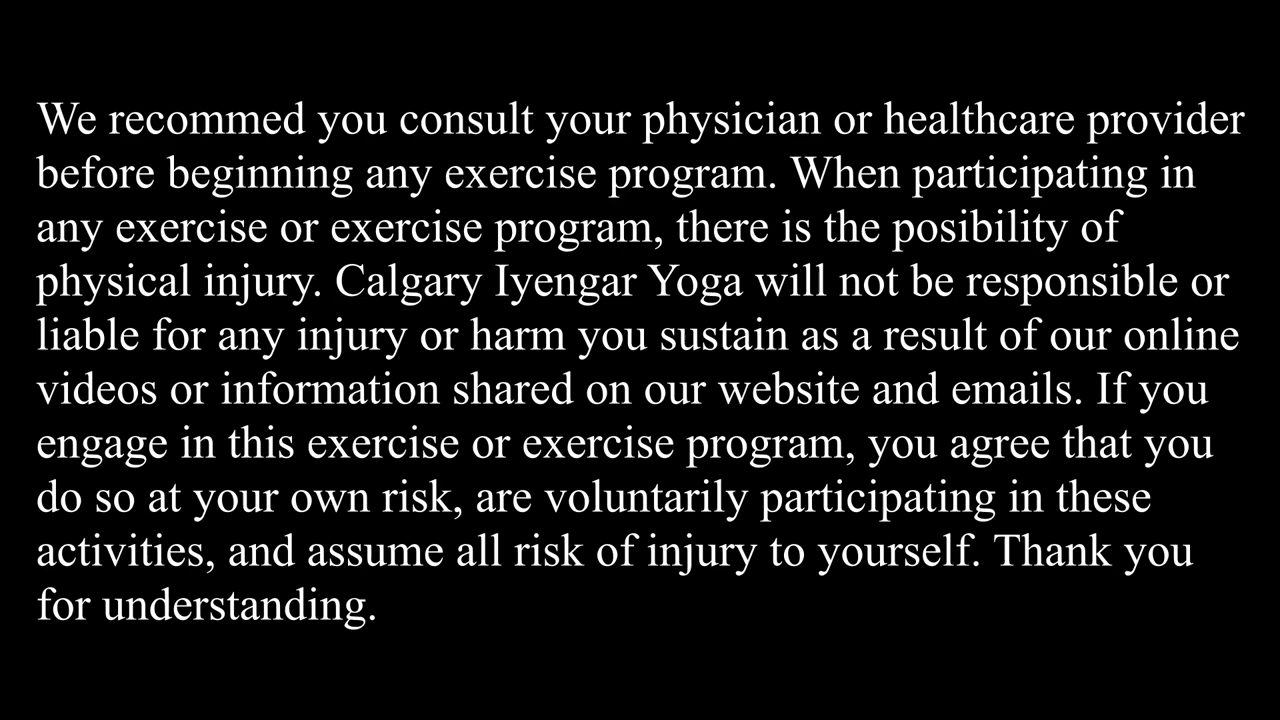 We recommed you consult your physician or healthcare provider
before beginning any exercise program. When participating in
any exercise or exercise program, there is the posibility of
physical injury. Calgary Iyengar Yoga will not be responsible or
liable for any injury or harm you sustain as a result of our online
videos or information shared on our website and emails. If you
engage in this exercise or exercise program, you agree that you
do so at your own risk, are voluntarily participating in these
activities, and assume all risk of injury to yourself. Thank you
for understanding.